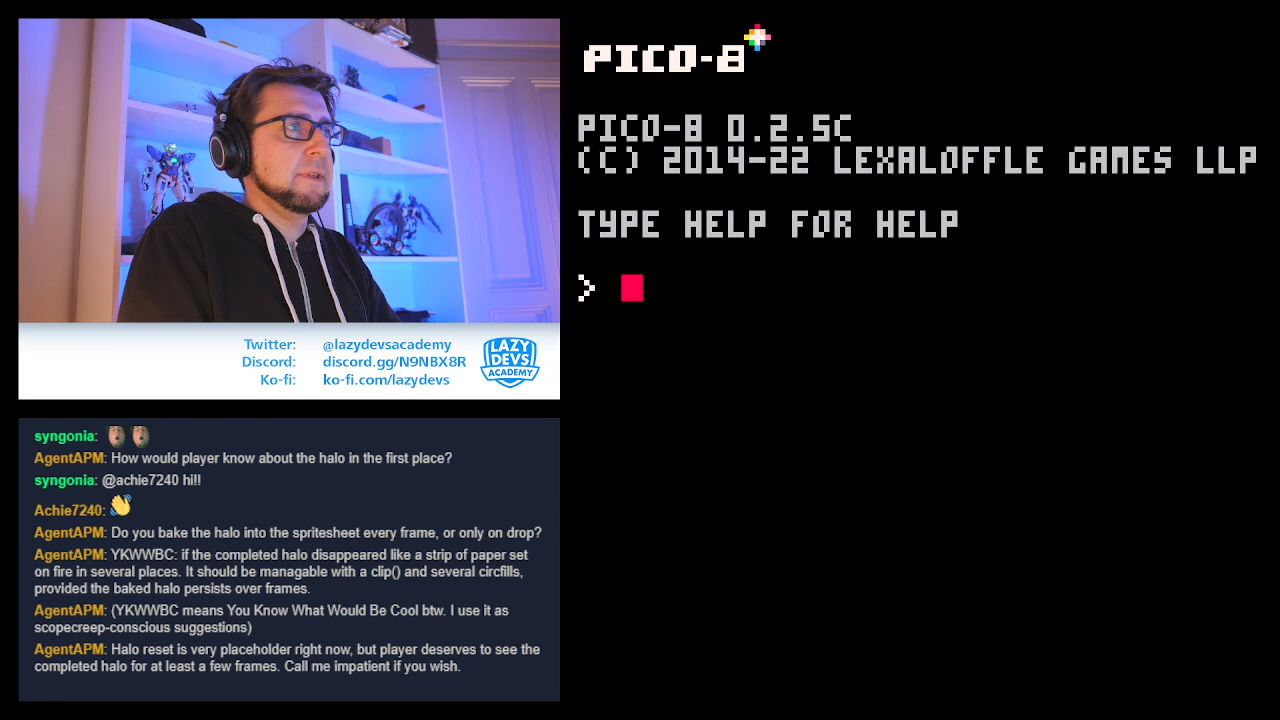 PICO-8
PICO-8 0.2.5C
(C) 2014-22 LEXALOFFLE GAMES LLP
TYPE HELP FOR HELP
>
Twitter: @lazydevsacademy
Discord: discord.gg/N9NBX8R
Ko-fi: ko-fi.com/lazydevs
LAZY
DEVS
ACADEMY
syngonia:
AgentAPM: How would player know about the halo in the first place?
syngonia: @achie7240 hi!!
Achie7240:
AgentAPM: Do you bake the halo into the spritesheet every frame, or only on drop?
AgentAPM: YKWWBC: if the completed halo disappeared like a strip of paper set
on fire in several places. It should be managable with a clip() and several circfills,
provided the baked halo persists over frames.
AgentAPM: (YKWWBC means You Know What Would Be Cool btw. I use it as
scopecreep-conscious suggestions)
AgentAPM: Halo reset is very placeholder right now, but player deserves to see the
completed halo for at least a few frames. Call me impatient if you wish.